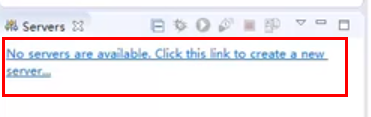 Servers
No servers are available. Click this link to create a new
server...